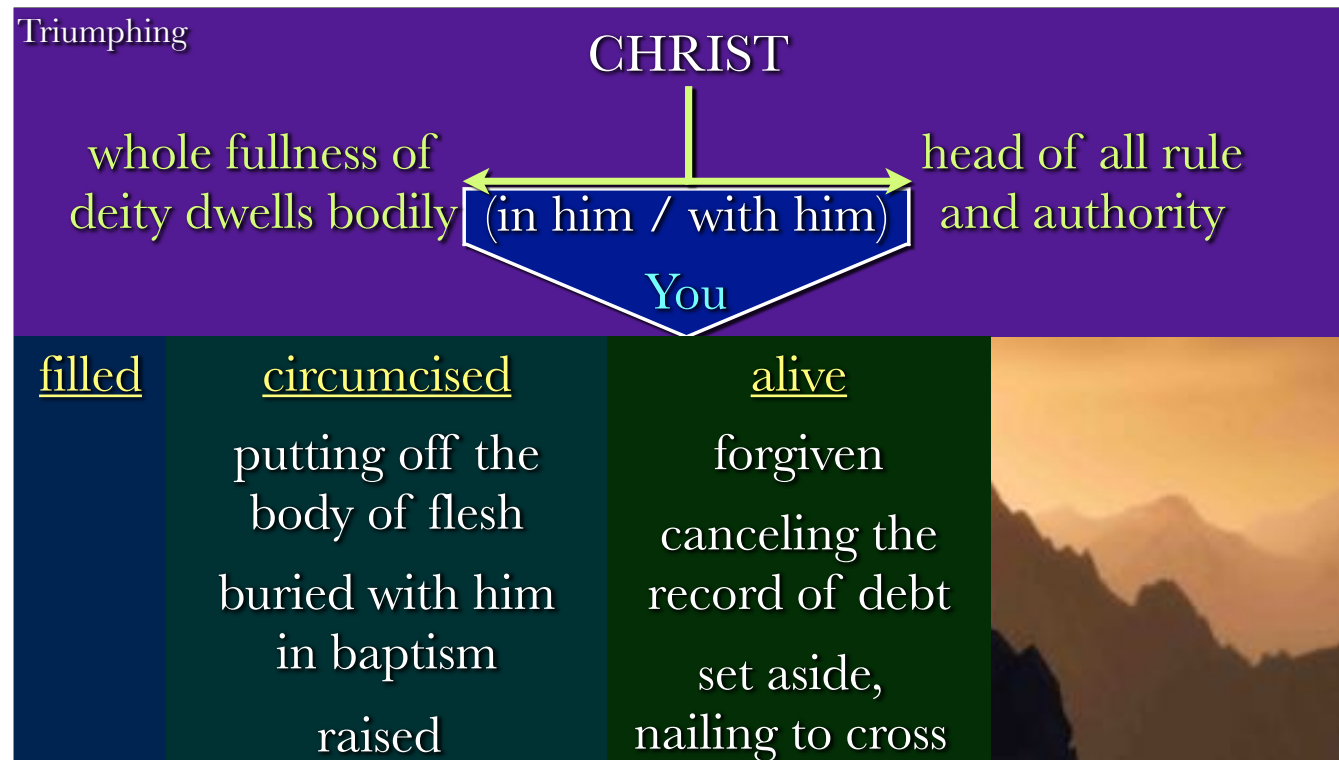 Triumphing
CHRIST
whole fullness of
deity dwells bodily
head of all rule
and authority
(in him / with him)
You
filled
circumcised
putting off the
body of flesh
buried with him
in baptism
raised
alive
forgiven
canceling the
record of debt
set aside,
nailing to cross